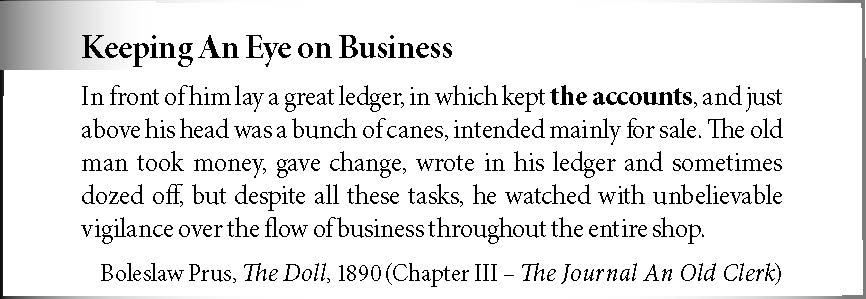 Keeping An Eye on Business
In front of him lay a great ledger, in which kept the accounts, and just
above his head was a bunch of canes, intended mainly for sale. The old
man took money, gave change, wrote in his ledger and sometimes
dozed off, but despite all these tasks, he watched with unbelievable
vigilance over the flow of business throughout the entire shop.
Boleslaw Prus, The Doll, 1890 (Chapter III – The Journal An Old Clerk)